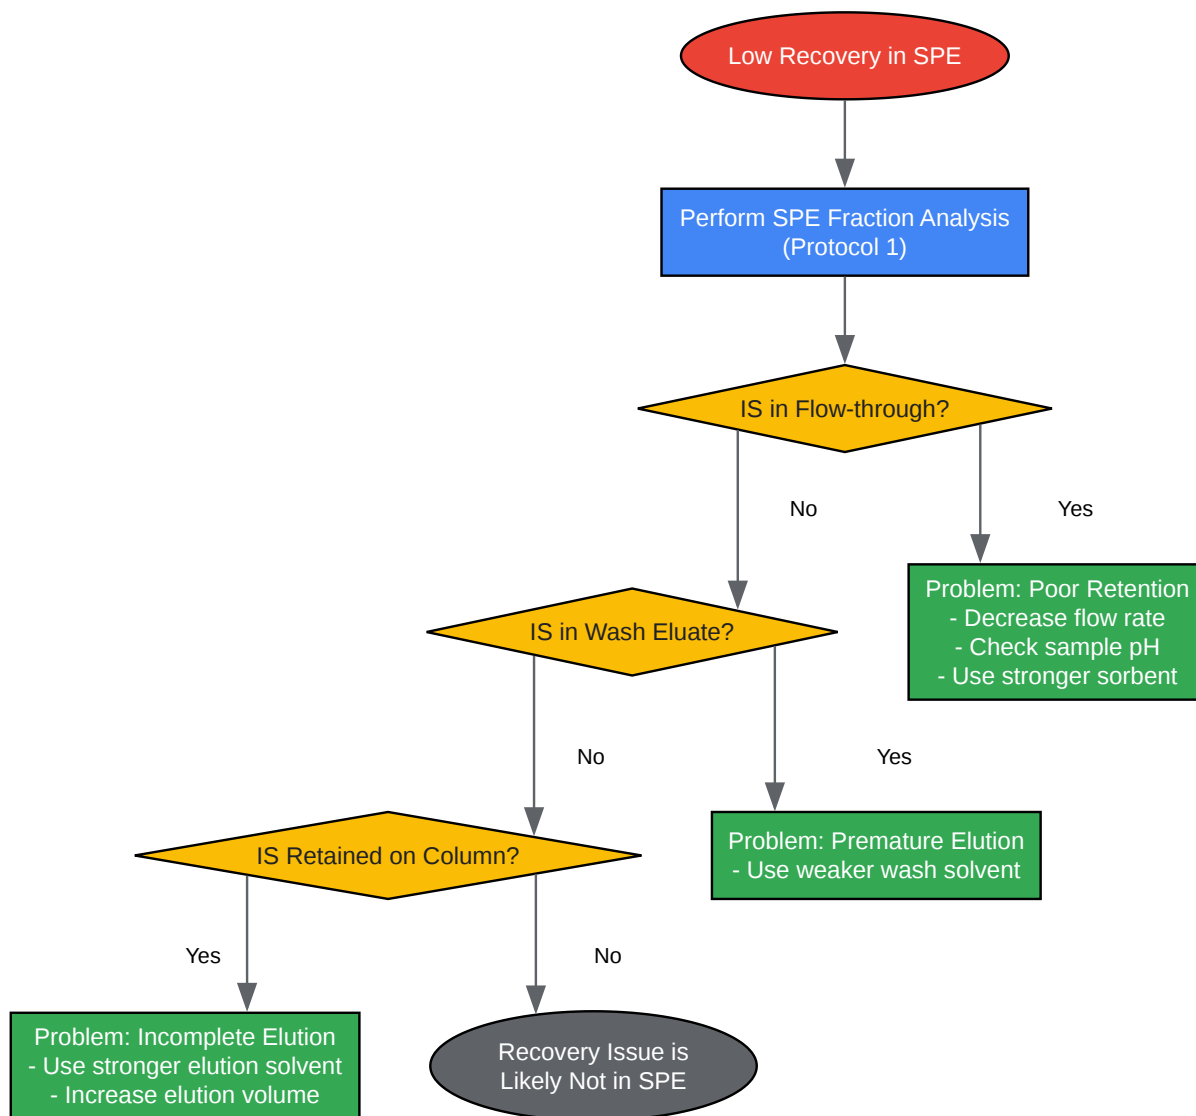 Low Recovery in SPE
Perform SPE Fraction Analysis
(Protocol 1)
IS in Flow-through?
No
Yes
Problem: Poor Retention
- Decrease flow rate
- Check sample pH
- Use stronger sorbent
IS in Wash Eluate?
No
Yes
Problem: Premature Elution
- Use weaker wash solvent
IS Retained on Column?
Yes
No
Problem: Incomplete Elution
- Use stronger elution solvent
- Increase elution volume
Recovery Issue is
Likely Not in SPE